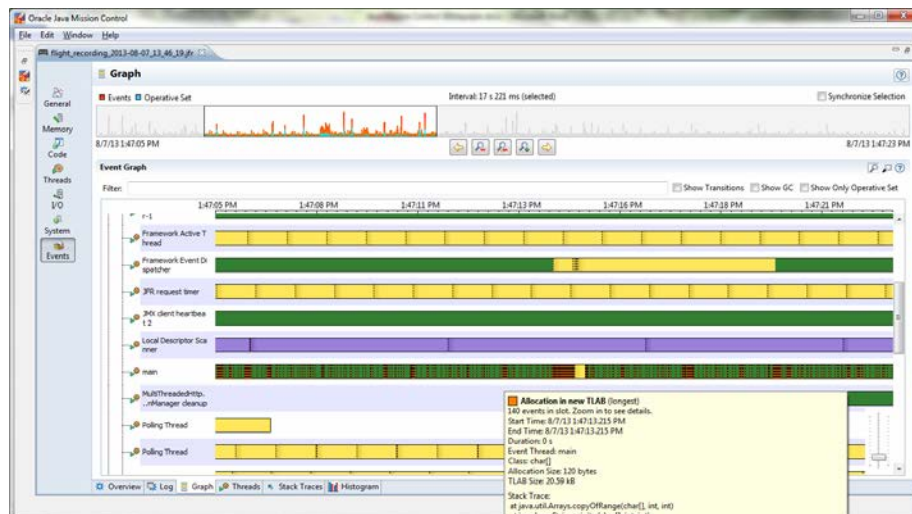 Oracle Java Mission Control
File Edit Window Help
flight_recording_2013-08-07_13_46_19.jfr
Graph
General
Memory
Code
Threads
I/O
System
Events
Events Operative Set
Interval: 17 s 221 ms (selected)
Synchronize Selection
8/7/13 1:47:05 PM
8/7/13 1:47:23 PM
Event Graph
Filter:
Show Transitions Show GC Show Only Operative Set
1:47:05 PM 1:47:08 PM 1:47:11 PM 1:47:13 PM 1:47:16 PM 1:47:18 PM 1:47:21 PM
r-1
Framework Active T
hread
Framework Event Di
spatcher
JFR request timer
JMX client heartbea
t 2
Local Descriptor Sca
nner
main
MultiThreadedHttp.
..nManager cleanup
Polling Thread
Polling Thread
Allocation in new TLAB (longest)
140 events in slot. Zoom in to see details.
Start Time: 8/7/13 1:47:13.215 PM
End Time: 8/7/13 1:47:13.215 PM
Duration: 0 s
Event Thread: main
Class: char[]
Allocation Size: 120 bytes
TLAB Size: 20.59 kB
Stack Trace:
at java.util.Arrays.copyOfRange(char[], int, int)
Overview Log Graph Threads Stack Traces Histogram